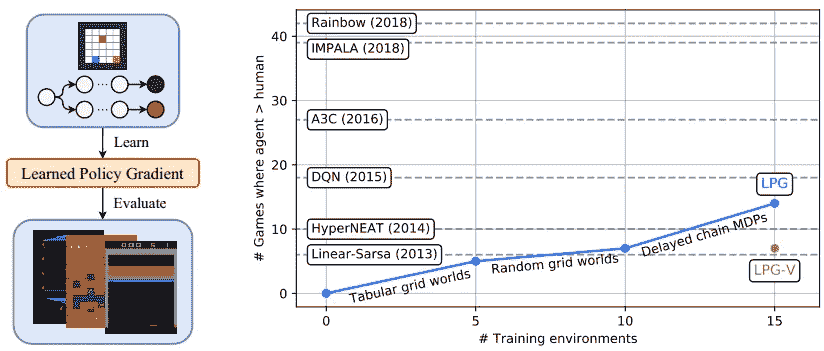 Learn
Learned Policy Gradient
Evaluate
# Games where agent > human
40
30
20
10
0
Rainbow (2018)
IMPALA (2018)
A3C (2016)
DQN (2015)
HyperNEAT (2014)
Linear-Sarsa (2013)
LPG
LPG-V
Tabular grid worlds
Random grid worlds
Delayed chain MDPs
0
5
10
15
# Training environments